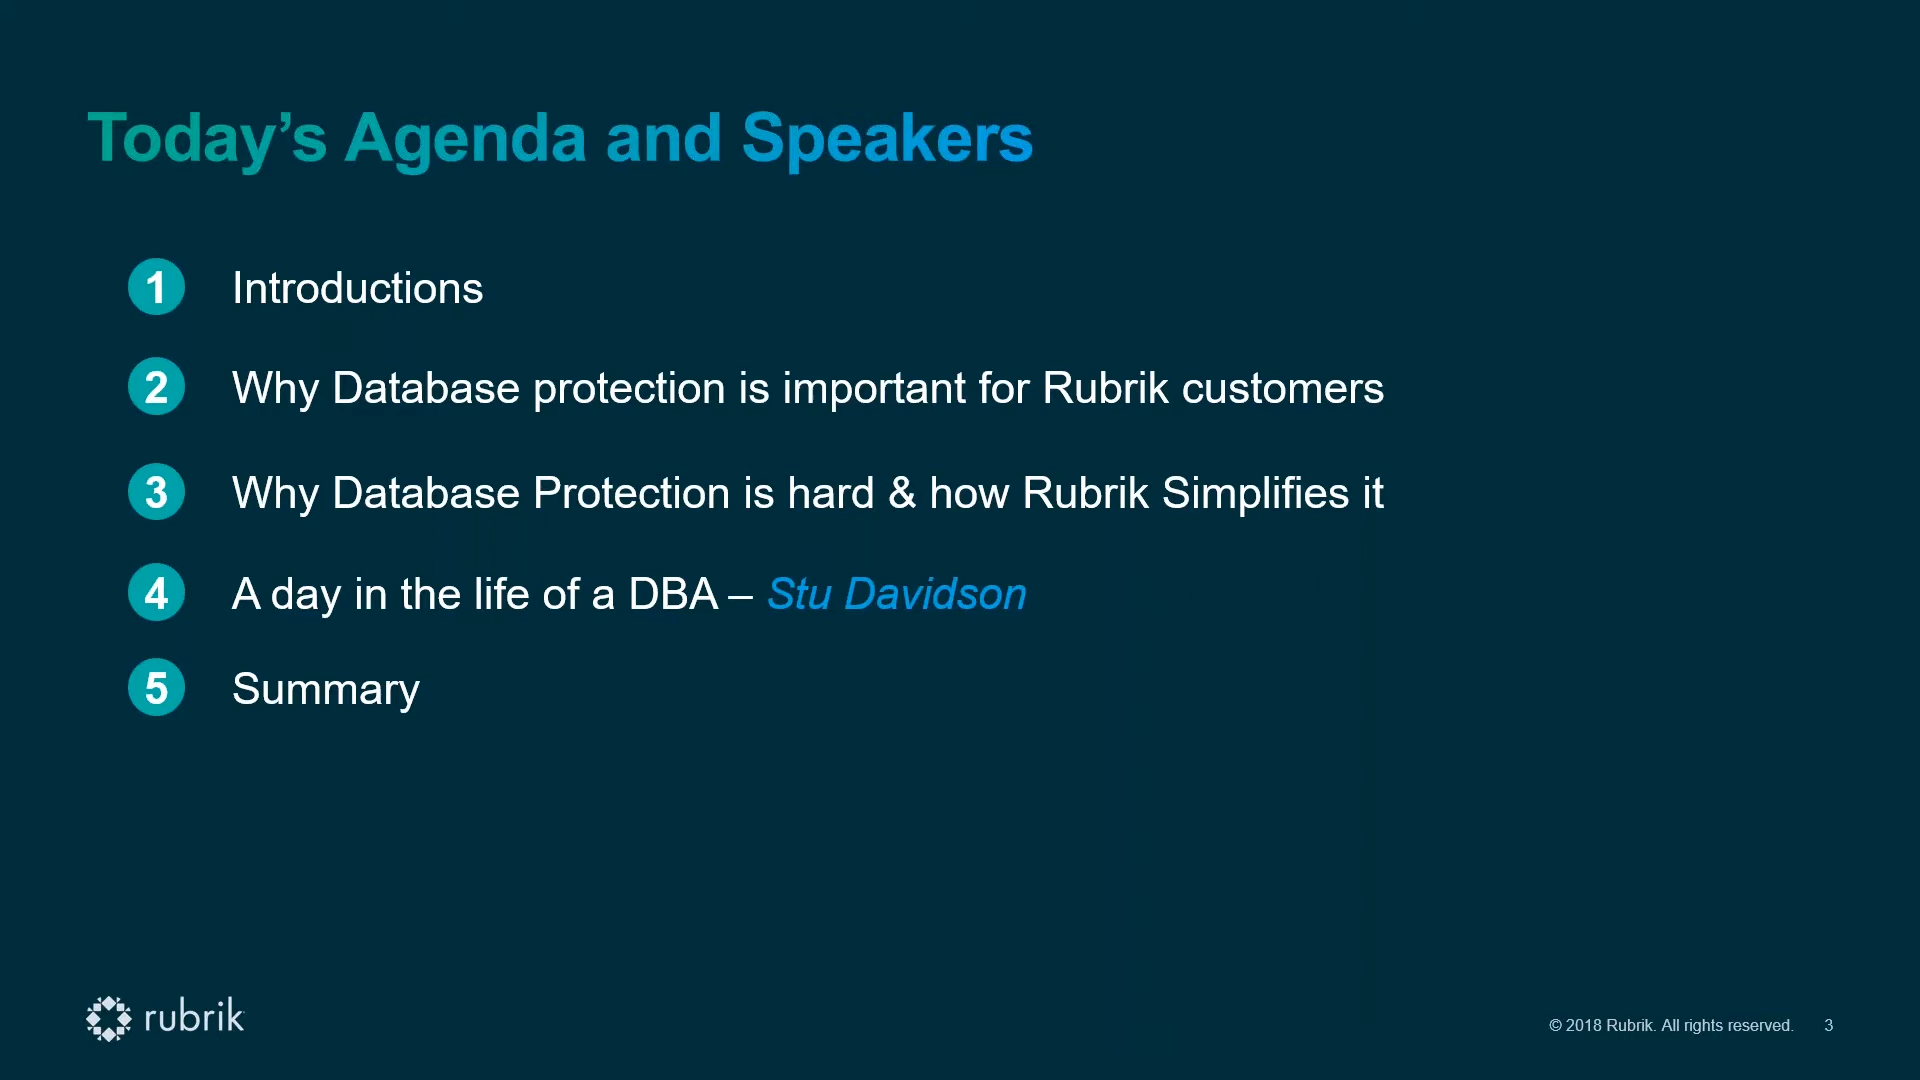 Today’s Agenda and Speakers
1 Introductions
2 Why Database protection is important for Rubrik customers
3 Why Database Protection is hard & how Rubrik Simplifies it
4 A day in the life of a DBA – Stu Davidson
5 Summary
rubrik
© 2018 Rubrik. All rights reserved. 3